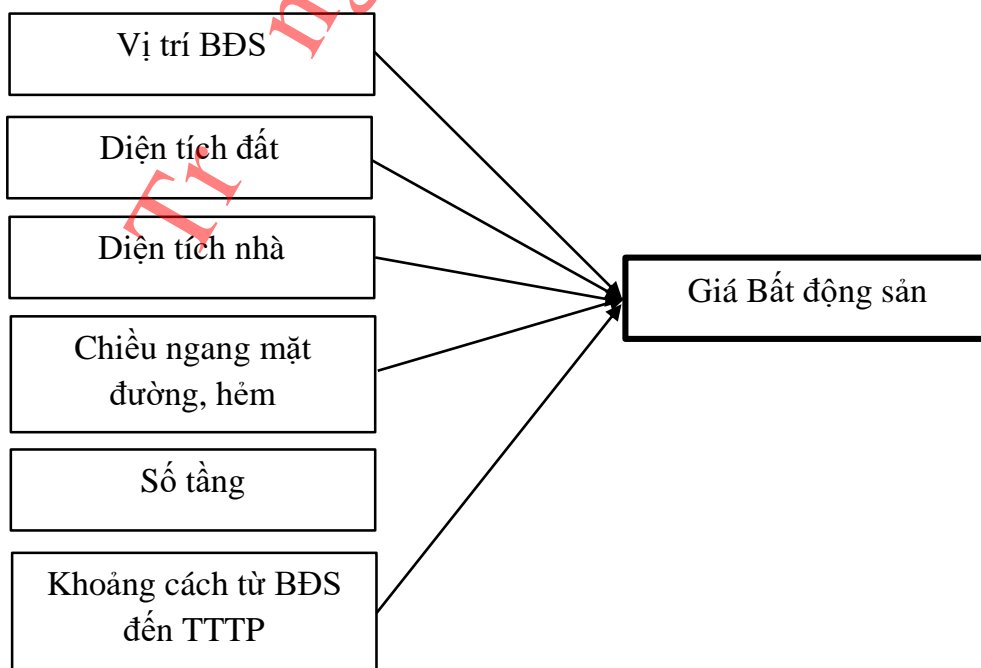 Vị trí BĐS
Diện tích đất
Diện tích nhà
Giá Bất động sản
Chiều ngang mặt
đường, hẻm
Số tầng
Khoảng cách từ BĐS
đến TTTP
Tr